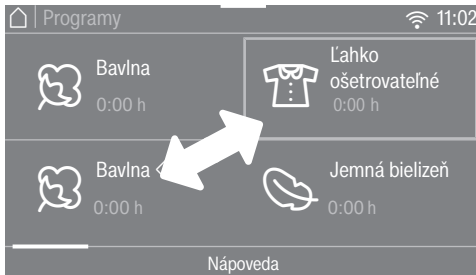 Programy
11:02
Bavlna
0:00 h
Ľahko
ošetrovateľné
0:00 h
Bavlna
0:00 h
Jemná bielizeň
0:00 h
Nápoveda